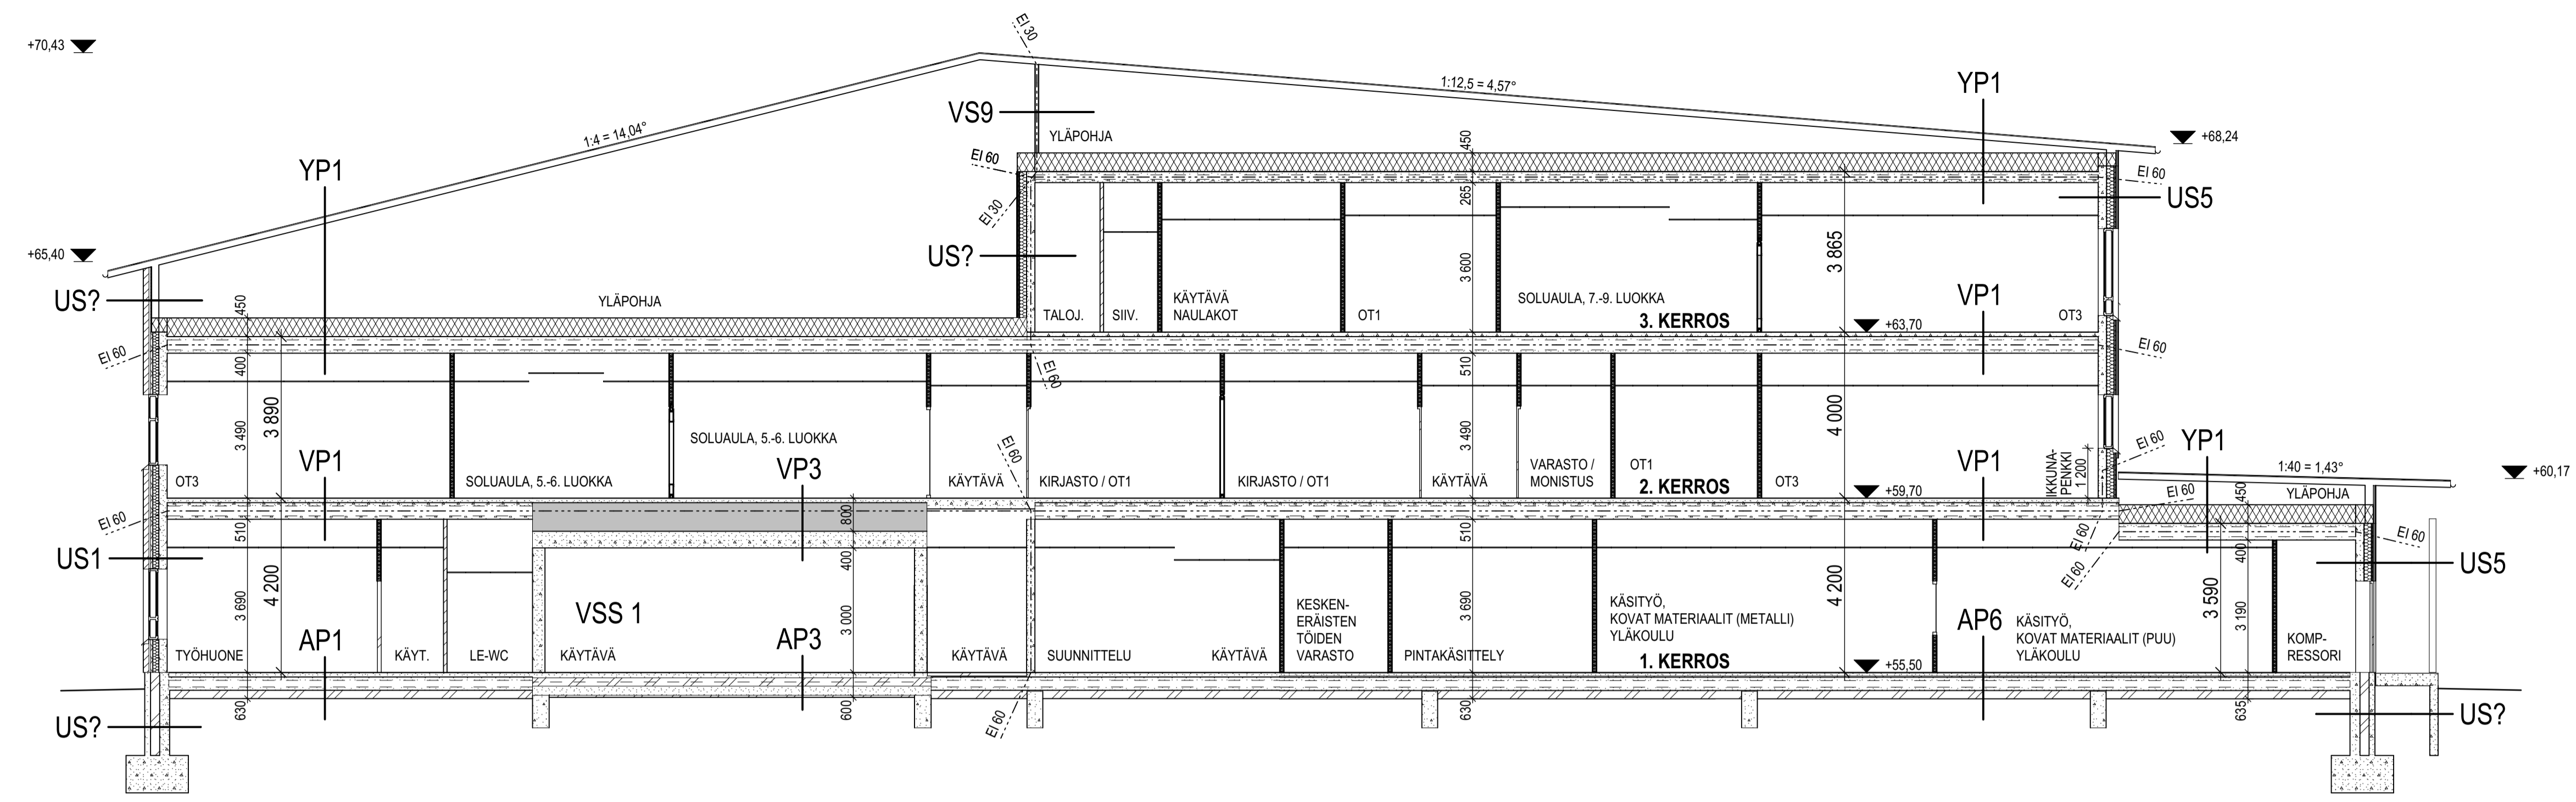 EI 30
+70,43
1:12,5 = 4,57°
YP1
VS9
1:4 = 14,04°
YLÄPOHJA
450
+68,24
EI 60
YP1
EI 60
265
US5
EI 30
+65,40
US?
3 600
3 865
US?
YLÄPOHJA
450
KÄYTÄVÄ
NAULAKOT
SOLUAULA, 7.-9. LUOKKA
VP1
TALOJ.
SIIV.
OT1
3. KERROS
+63,70
OT3
EI 60
400
EI 60
510
EI 60
3 890
3 490
3 490
4 000
SOLUAULA, 5.-6. LUOKKA
EI 60
EI 60
YP1
VP1
VP3
VARASTO /
MONISTUS
OT1
VP1
IKKUNA-
PENKKI
1 200
1:40 = 1,43°
+60,17
OT3
SOLUAULA, 5.-6. LUOKKA
KÄYTÄVÄ
KIRJASTO / OT1
KIRJASTO / OT1
KÄYTÄVÄ
2. KERROS
OT3
+59,70
EI 60
450
YLÄPOHJA
EI 60
510
800
510
EI 60
EI 60
US1
400
400
US5
4 200
3 690
VSS 1
3 000
3 690
4 200
3 590
3 190
KESKEN-
ERÄISTEN
TÖIDEN
VARASTO
KÄSITYÖ,
KOVAT MATERIAALIT (METALLI)
YLÄKOULU
AP6
KÄSITYÖ,
KOVAT MATERIAALIT (PUU)
YLÄKOULU
KOMP-
RESSORI
AP1
AP3
TYÖHUONE
KÄYT.
LE-WC
KÄYTÄVÄ
KÄYTÄVÄ
SUUNNITTELU
KÄYTÄVÄ
PINTAKÄSITTELY
1. KERROS
+55,50
US?
630
600
EI 60
630
635
US?